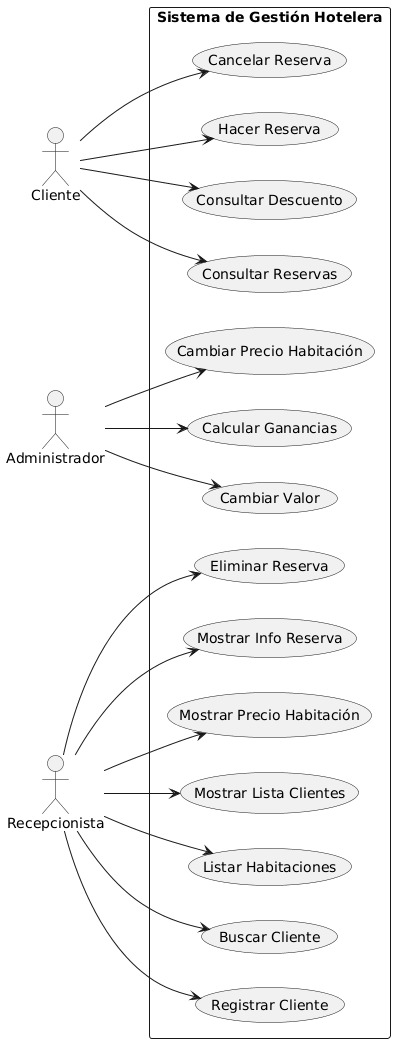 Sistema de Gestión Hotelera
Cancelar Reserva
Hacer Reserva
Cliente
Consultar Descuento
Consultar Reservas
Cambiar Precio Habitación
Calcular Ganancias
Administrador
Cambiar Valor
Eliminar Reserva
Mostrar Info Reserva
Mostrar Precio Habitación
Mostrar Lista Clientes
Recepcionista
Listar Habitaciones
Buscar Cliente
Registrar Cliente